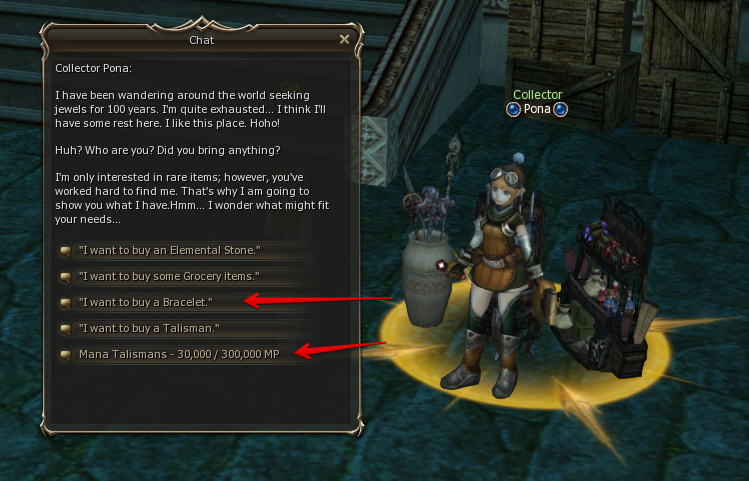 Chat
Collector Pona:
I have been wandering around the world seeking
jewels for 100 years. I'm quite exhausted... I think I'll
have some rest here. I like this place. Hoho!
Huh? Who are you? Did you bring anything?
I'm only interested in rare items; however, you've
worked hard to find me. That's why I am going to
show you what I have.Hmm... I wonder what might fit
your needs...
"I want to buy an Elemental Stone."
"I want to buy some Grocery items."
"I want to buy a Bracelet."
"I want to buy a Talisman."
Mana Talismans - 30,000 / 300,000 MP
Collector
Pona